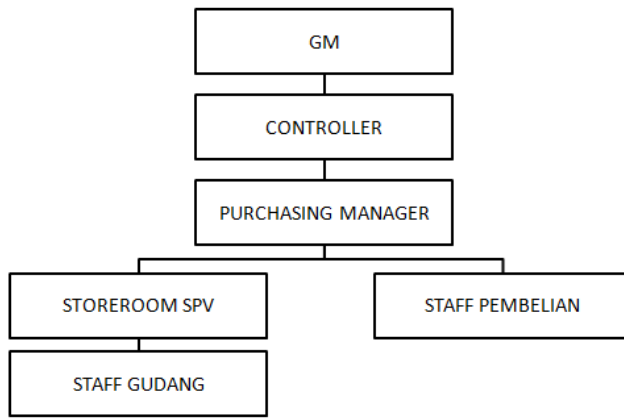 GM
CONTROLLER
PURCHASING MANAGER
STOREROOM SPV
STAFF PEMBELIAN
STAFF GUDANG